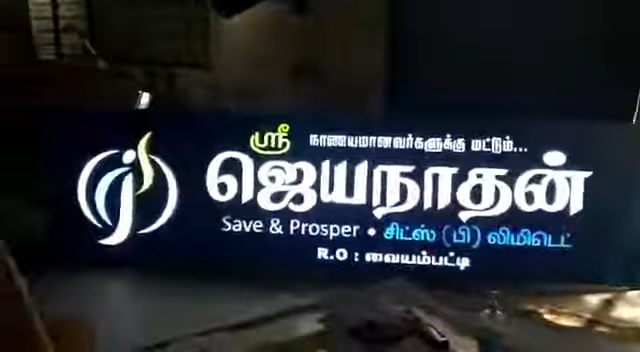 ஸ்ரீ நாணயமானவர்களுக்கு மட்டும்...
ஜெயநாதன்
Save & Prosper • சிட்ஸ் (பி) லிமிடெட்
R.O : வையம்பட்டி